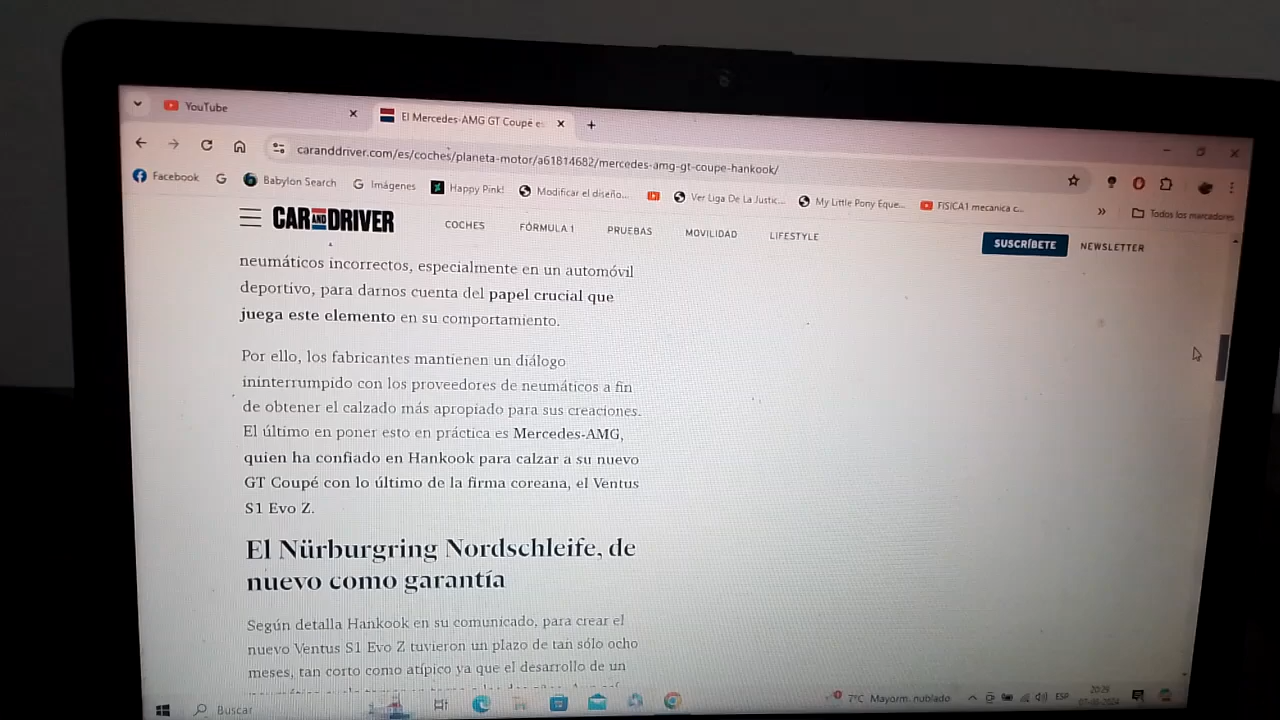 YouTube
El Mercedes-AMG GT Coupé e
caranddriver.com/es/coches/planeta-motor/a61814682/mercedes-amg-gt-coupe-hankook/
Facebook
Babylon Search
Imágenes
Happy Pink!
Modificar el diseño...
Ver Liga De La Justic...
My Little Pony Eque...
FISICA1 mecanica c...
»
Todos los marcadores
CAR AND DRIVER
COCHES
FÓRMULA 1
PRUEBAS
MOVILIDAD
LIFESTYLE
SUSCRÍBETE
NEWSLETTER
neumáticos incorrectos, especialmente en un automóvil
deportivo, para darnos cuenta del papel crucial que
juega este elemento en su comportamiento.
Por ello, los fabricantes mantienen un diálogo
ininterrumpido con los proveedores de neumáticos a fin
de obtener el calzado más apropiado para sus creaciones.
El último en poner esto en práctica es Mercedes-AMG,
quien ha confiado en Hankook para calzar a su nuevo
GT Coupé con lo último de la firma coreana, el Ventus
S1 Evo Z.
El Nürburgring Nordschleife, de
nuevo como garantía
Según detalla Hankook en su comunicado, para crear el
nuevo Ventus S1 Evo Z tuvieron un plazo de tan sólo ocho
meses, tan corto como atípico ya que el desarrollo de un
Buscar
7°C Mayorm. nublado
ESP
20:29